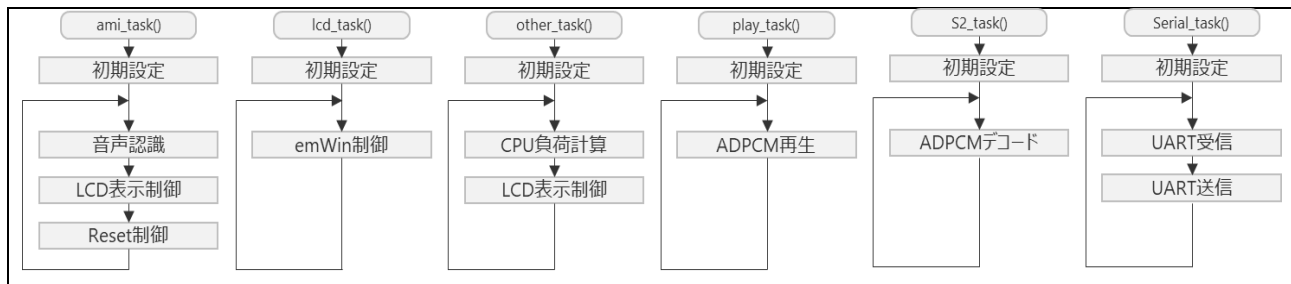 ami_task()
初期設定
音声認識
LCD表示制御
Reset制御
lcd_task()
初期設定
emWin制御
other_task()
初期設定
CPU負荷計算
LCD表示制御
play_task()
初期設定
ADPCM再生
S2_task()
初期設定
ADPCMデコード
Serial_task()
初期設定
UART受信
UART送信